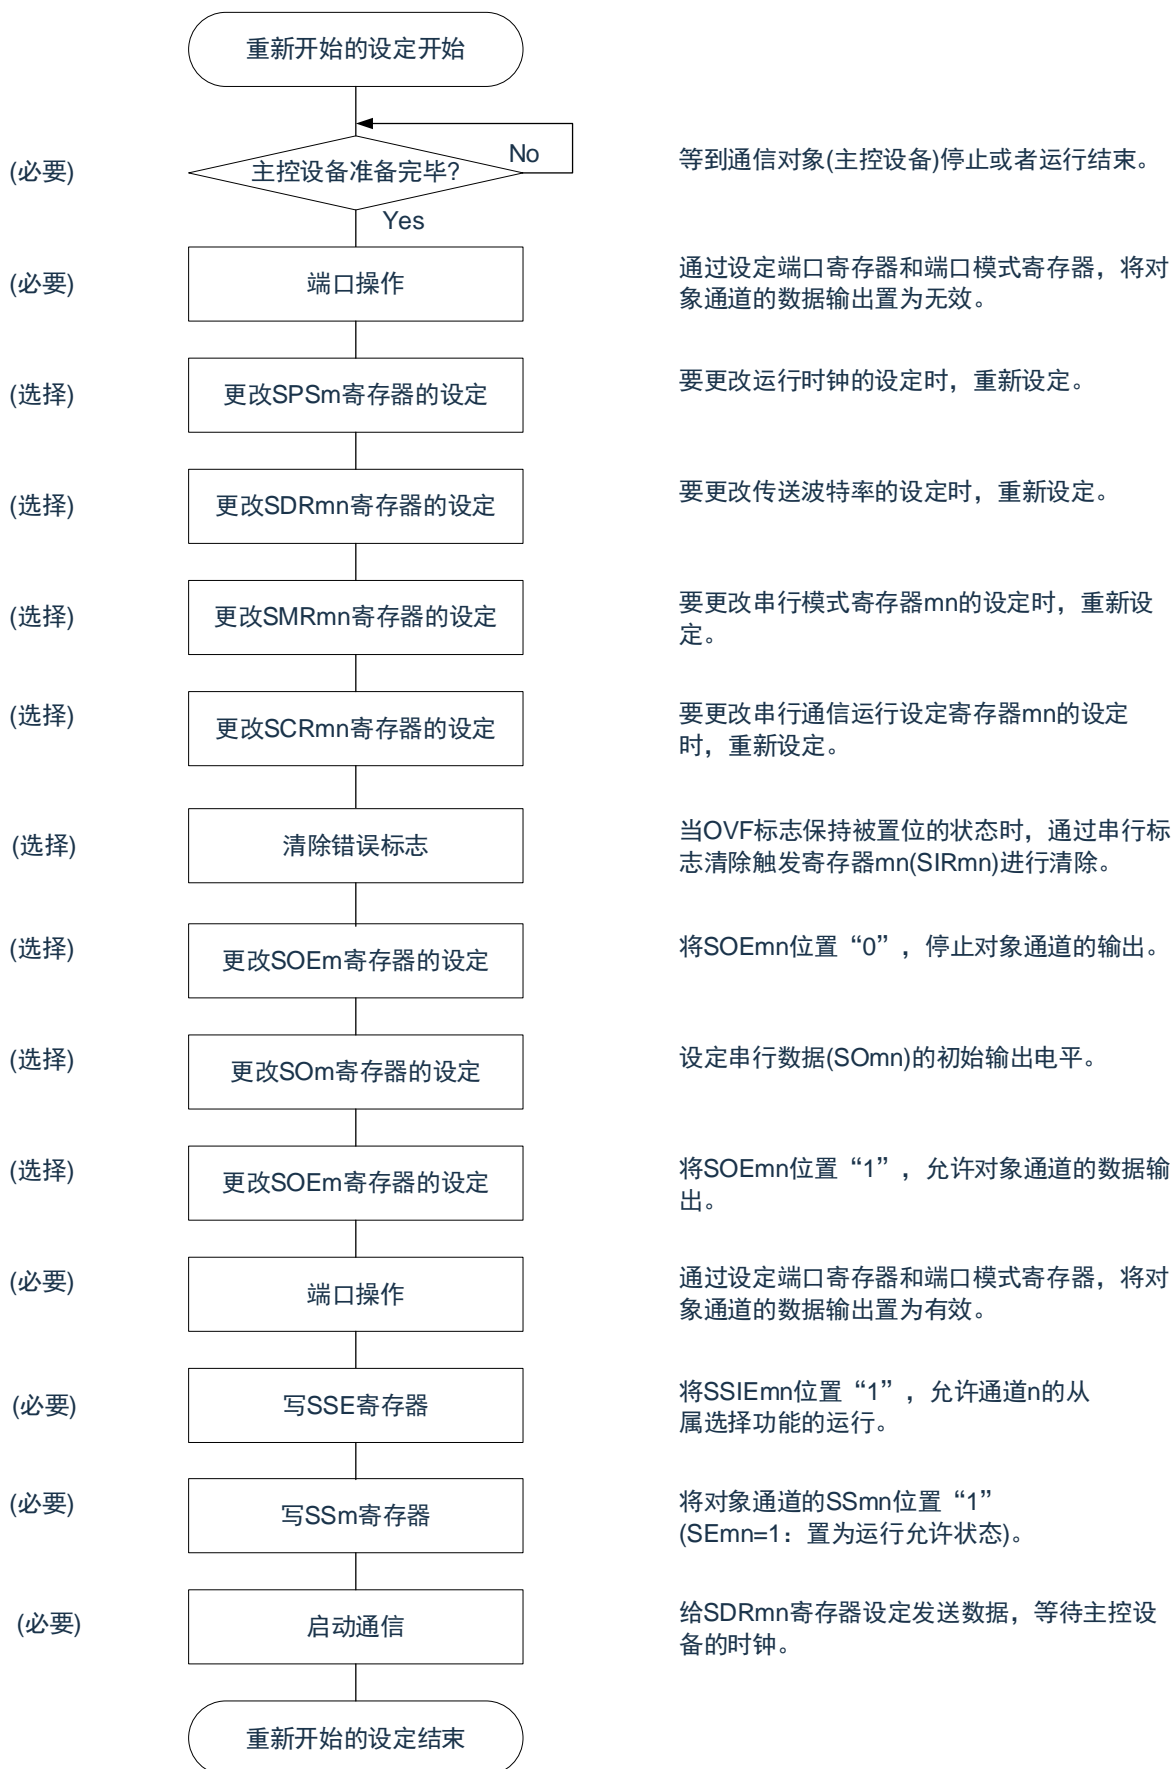 重新开始的设定开始
(必要)
主控设备准备完毕?
No
等到通信对象(主控设备)停止或者运行结束。
Yes
(必要)
端口操作
通过设定端口寄存器和端口模式寄存器，将对
象通道的数据输出置为无效。
(选择)
更改SPSm寄存器的设定
要更改运行时钟的设定时，重新设定。
(选择)
更改SDRmn寄存器的设定
要更改传送波特率的设定时，重新设定。
(选择)
更改SMRmn寄存器的设定
要更改串行模式寄存器mn的设定时，重新设
定。
(选择)
更改SCRmn寄存器的设定
要更改串行通信运行设定寄存器mn的设定
时，重新设定。
(选择)
清除错误标志
当OVF标志保持被置位的状态时，通过串行标
志清除触发寄存器mn(SIRmn)进行清除。
(选择)
更改SOEm寄存器的设定
将SOEmn位置“0”，停止对象通道的输出。
(选择)
更改SOm寄存器的设定
设定串行数据(SOmn)的初始输出电平。
(选择)
更改SOEm寄存器的设定
将SOEmn位置“1”，允许对象通道的数据输
出。
(必要)
端口操作
通过设定端口寄存器和端口模式寄存器，将对
象通道的数据输出置为有效。
(必要)
写SSE寄存器
将SSIEmn位置“1”，允许通道n的从
属选择功能的运行。
(必要)
写SSm寄存器
将对象通道的SSmn位置“1”
(SEmn=1：置为运行允许状态)。
(必要)
启动通信
给SDRmn寄存器设定发送数据，等待主控设
备的时钟。
重新开始的设定结束